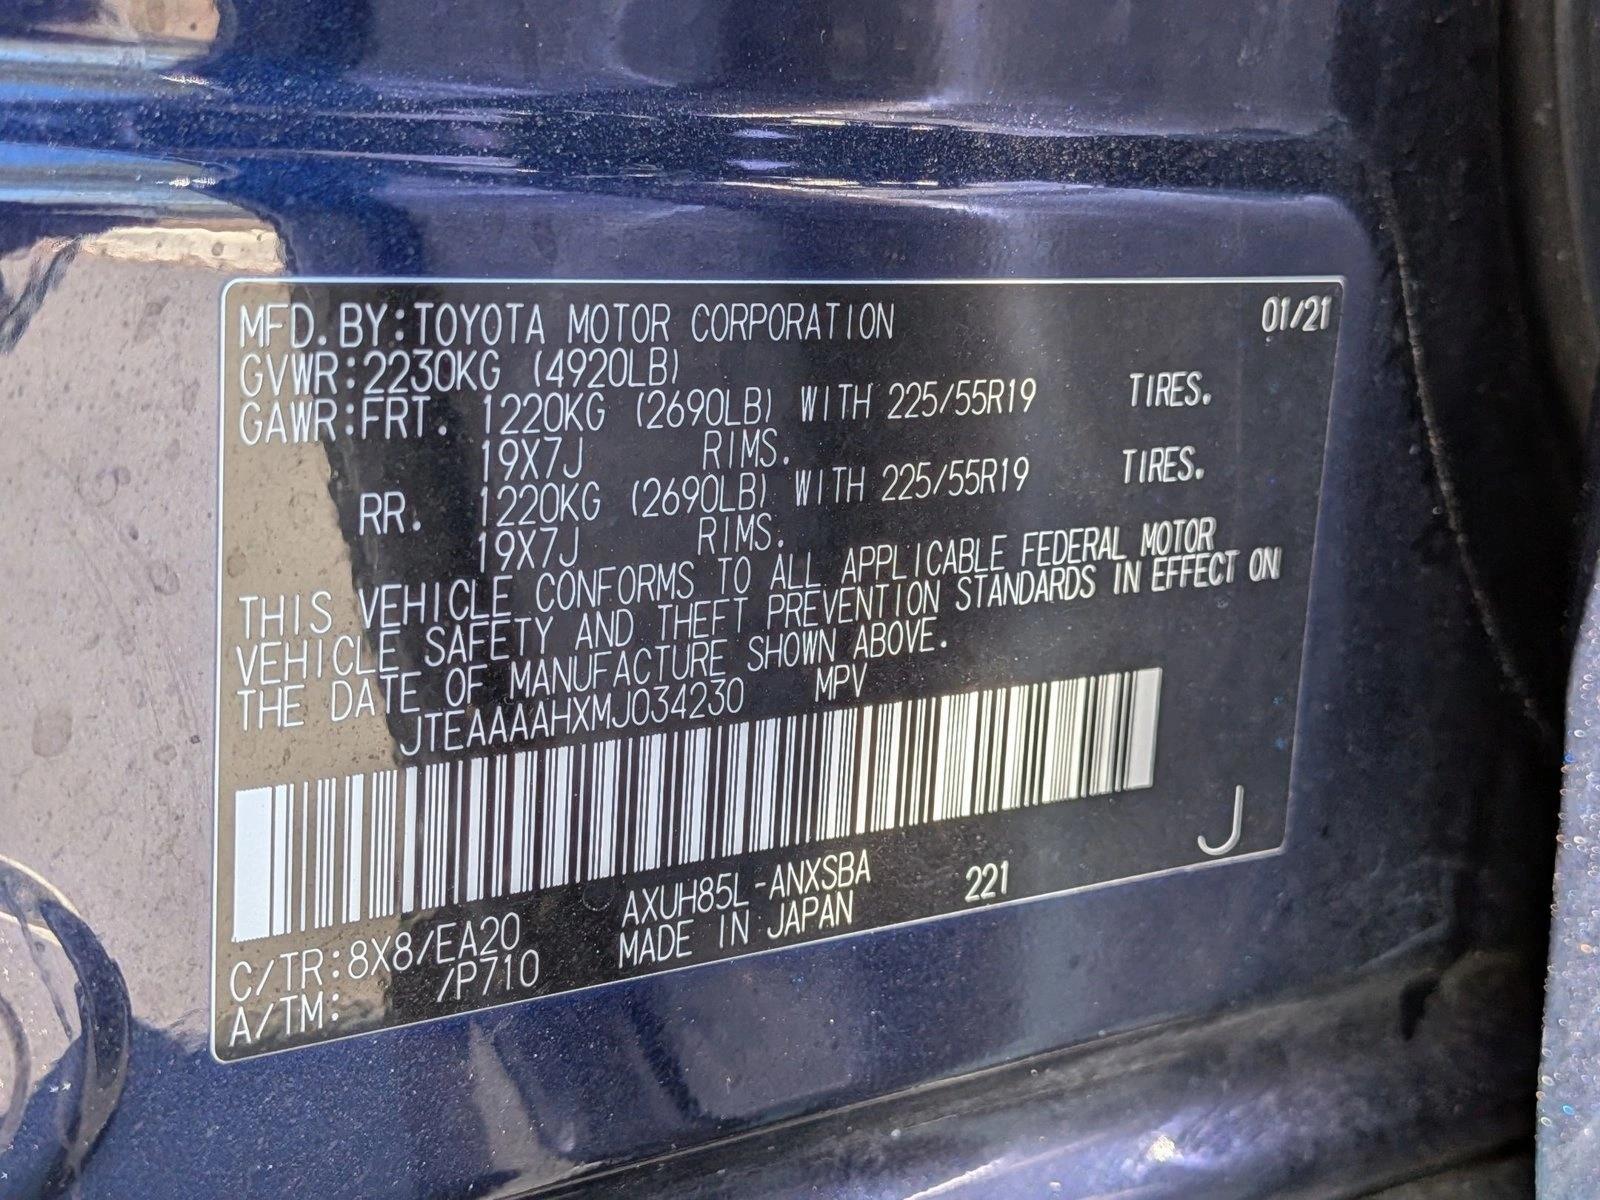 MFD. BY: TOYOTA MOTOR CORPORATION 01/21
GVWR: 2230KG (4920LB)
GAWR: FRT. 1220KG (2690LB) WITH 225/55R19 TIRES.
19X7J RIMS.
RR. 1220KG (2690LB) WITH 225/55R19 TIRES.
19X7J RIMS.
THIS VEHICLE CONFORMS TO ALL APPLICABLE FEDERAL MOTOR
VEHICLE SAFETY AND THEFT PREVENTION STANDARDS IN EFFECT ON
THE DATE OF MANUFACTURE SHOWN ABOVE.
JTEAAAAHXMJ034230 MPV
J
C/TR: 8X8/EA20 AXUH85L-ANXSBA 221
A/TM: /P710 MADE IN JAPAN